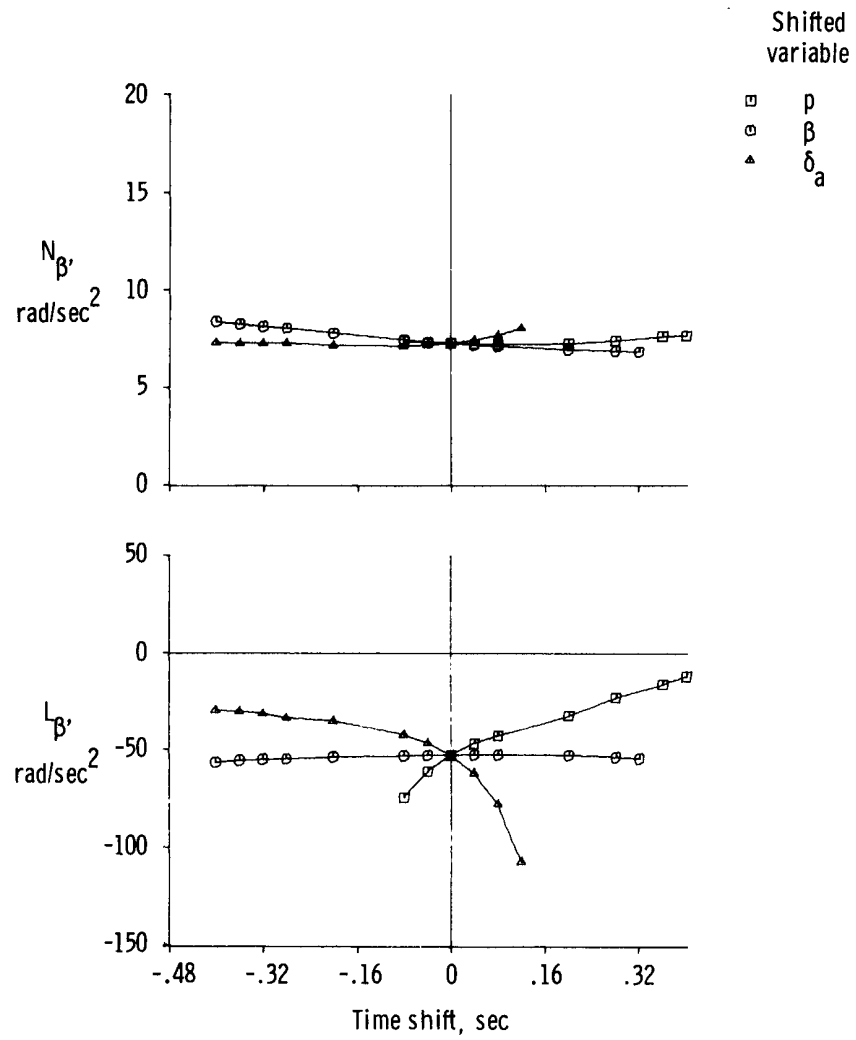 Shifted
variable
p
β
δa
20
15
10
5
0
Nβ,
rad/sec2
50
0
-50
-100
-150
Lβ,
rad/sec2
-.48 -.32 -.16 0 .16 .32
Time shift, sec